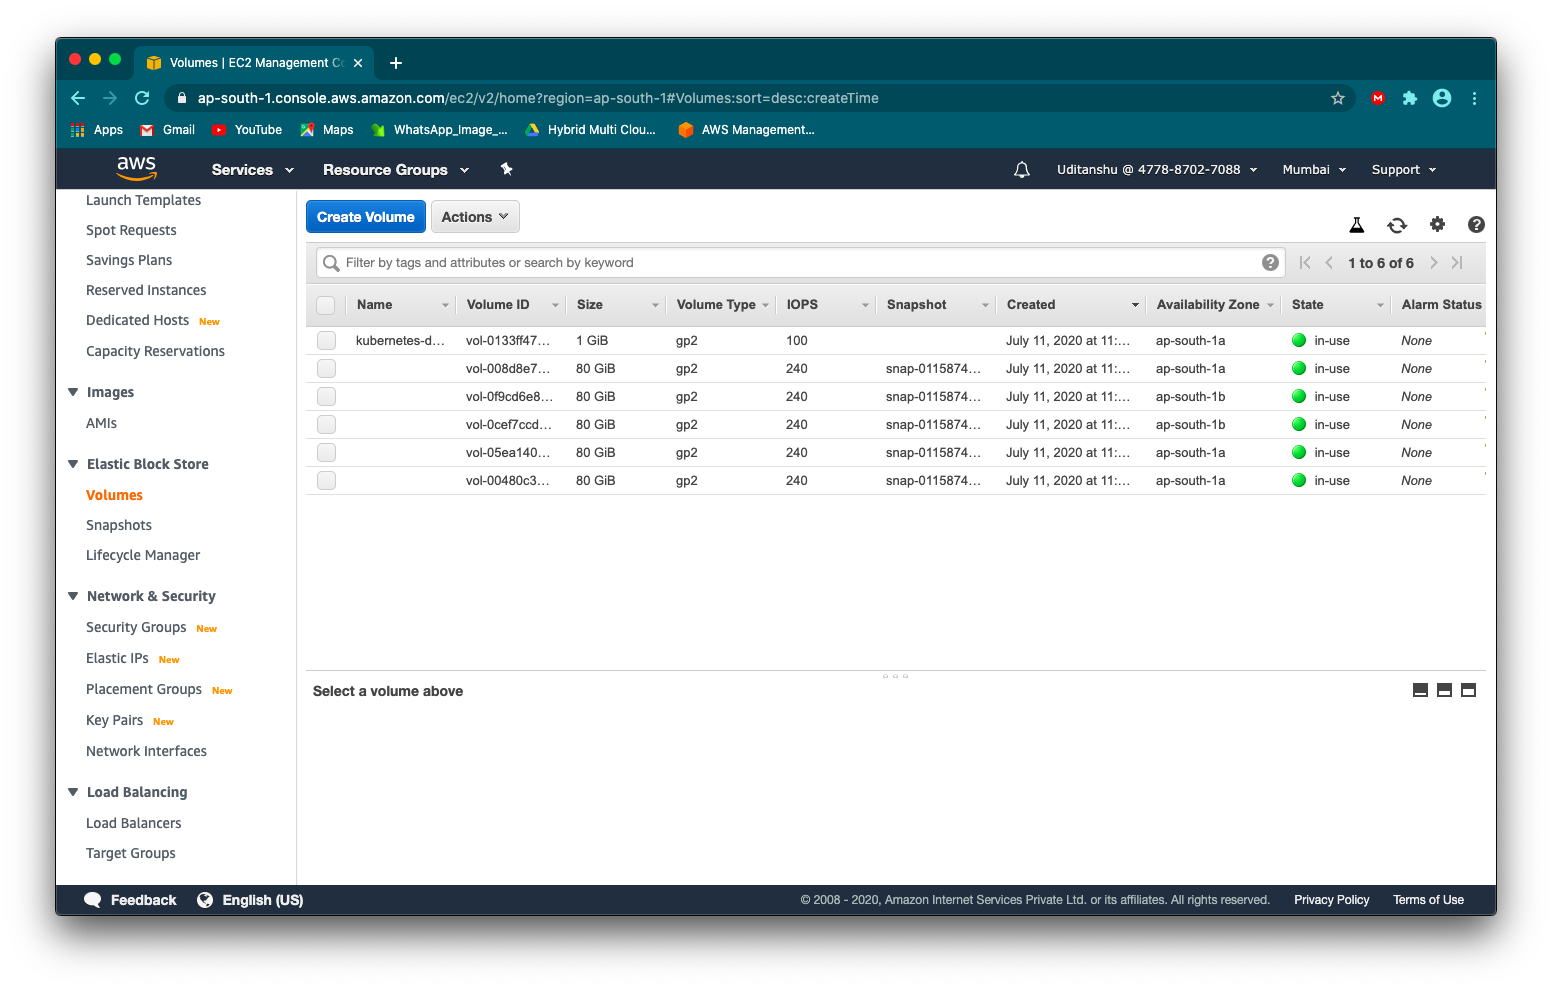 Volumes | EC2 Management Co
ap-south-1.console.aws.amazon.com/ec2/v2/home?region=ap-south-1#Volumes:sort=desc:createTime
Apps Gmail YouTube Maps WhatsApp_Image_... Hybrid Multi Clou... AWS Management...
aws Services Resource Groups Uditanshu @ 4778-8702-7088 Mumbai Support
Launch Templates
Spot Requests
Savings Plans
Reserved Instances
Dedicated Hosts New
Capacity Reservations
Images
AMIs
Elastic Block Store
Volumes
Snapshots
Lifecycle Manager
Network & Security
Security Groups New
Elastic IPs New
Placement Groups New
Key Pairs New
Network Interfaces
Load Balancing
Load Balancers
Target Groups
Create Volume Actions
Filter by tags and attributes or search by keyword 1 to 6 of 6
Name Volume ID Size Volume Type IOPS Snapshot Created Availability Zone State Alarm Status
kubernetes-d... vol-0133ff47... 1 GiB gp2 100 July 11, 2020 at 11:... ap-south-1a in-use None
vol-008d8e7... 80 GiB gp2 240 snap-0115874... July 11, 2020 at 11:... ap-south-1a in-use None
vol-0f9cd6e8... 80 GiB gp2 240 snap-0115874... July 11, 2020 at 11:... ap-south-1b in-use None
vol-0cef7ccd... 80 GiB gp2 240 snap-0115874... July 11, 2020 at 11:... ap-south-1b in-use None
vol-05ea140... 80 GiB gp2 240 snap-0115874... July 11, 2020 at 11:... ap-south-1a in-use None
vol-00480c3... 80 GiB gp2 240 snap-0115874... July 11, 2020 at 11:... ap-south-1a in-use None
Select a volume above
Feedback English (US) © 2008 - 2020, Amazon Internet Services Private Ltd. or its affiliates. All rights reserved. Privacy Policy Terms of Use